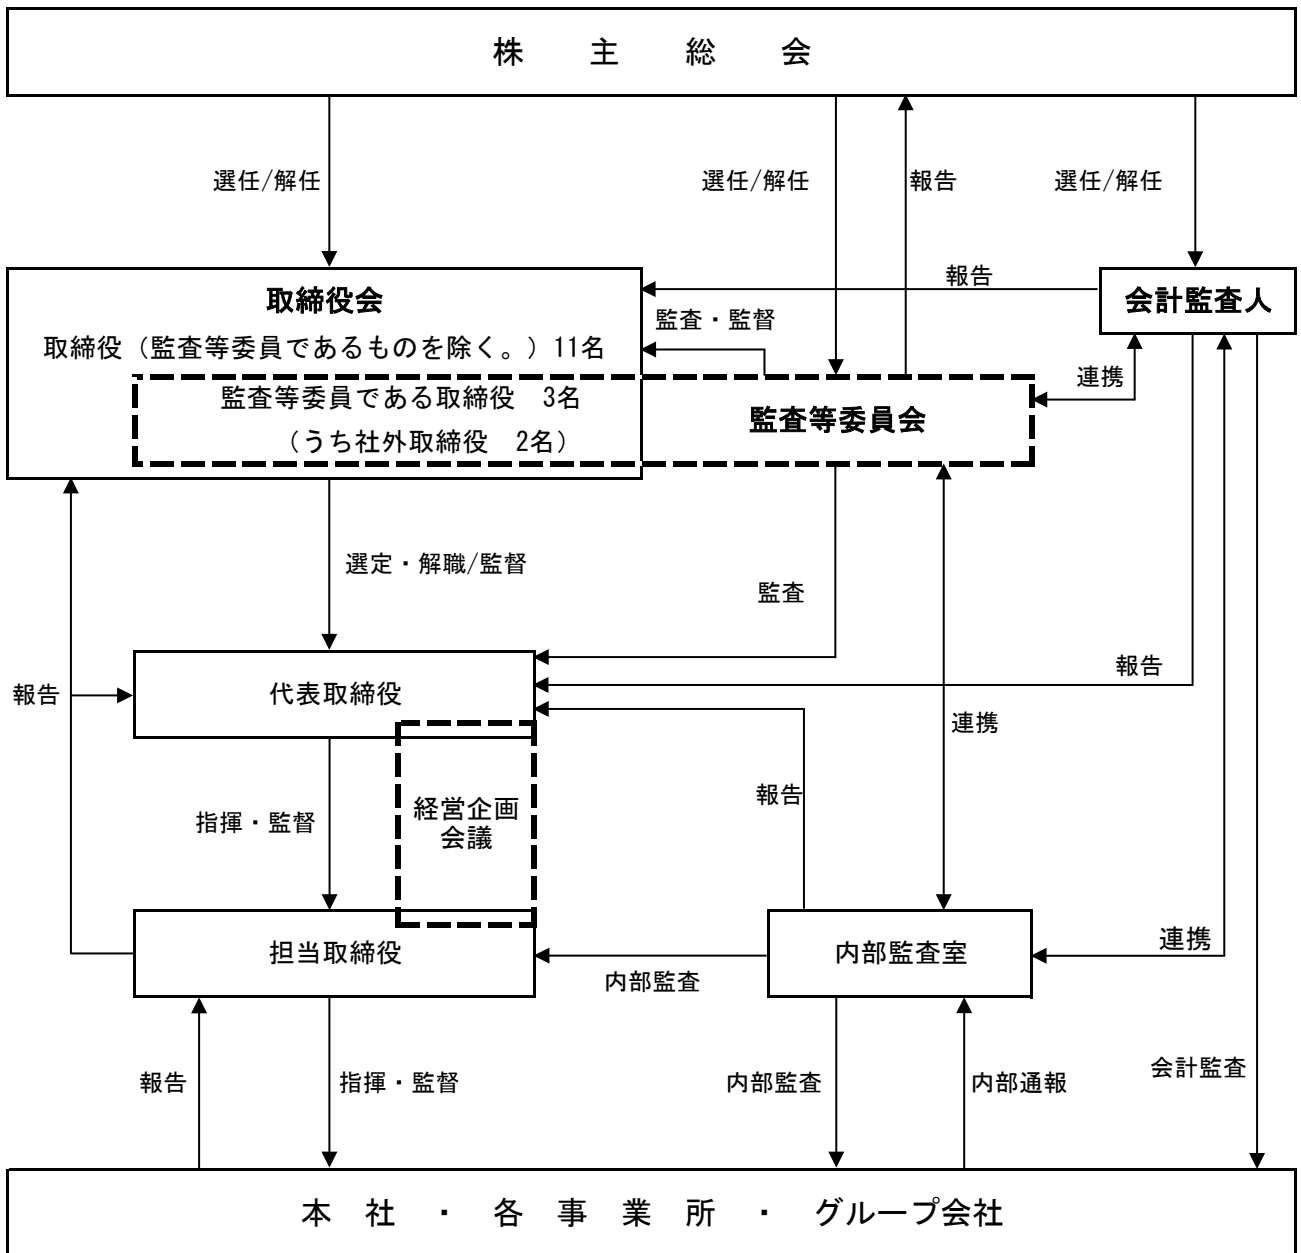 株主総会
選任/解任
選任/解任
報告
選任/解任
報告
取締役会
会計監査人
監査・監督
取締役（監査等委員であるものを除く。）11名
連携
監査等委員である取締役　3名
監査等委員会
（うち社外取締役　2名）
選定・解職/監督
監査
報告
報告
代表取締役
連携
報告
経営企画
会議
指揮・監督
担当取締役
内部監査室
連携
内部監査
報告
指揮・監督
内部監査
内部通報
会計監査
本社・各事業所・グループ会社